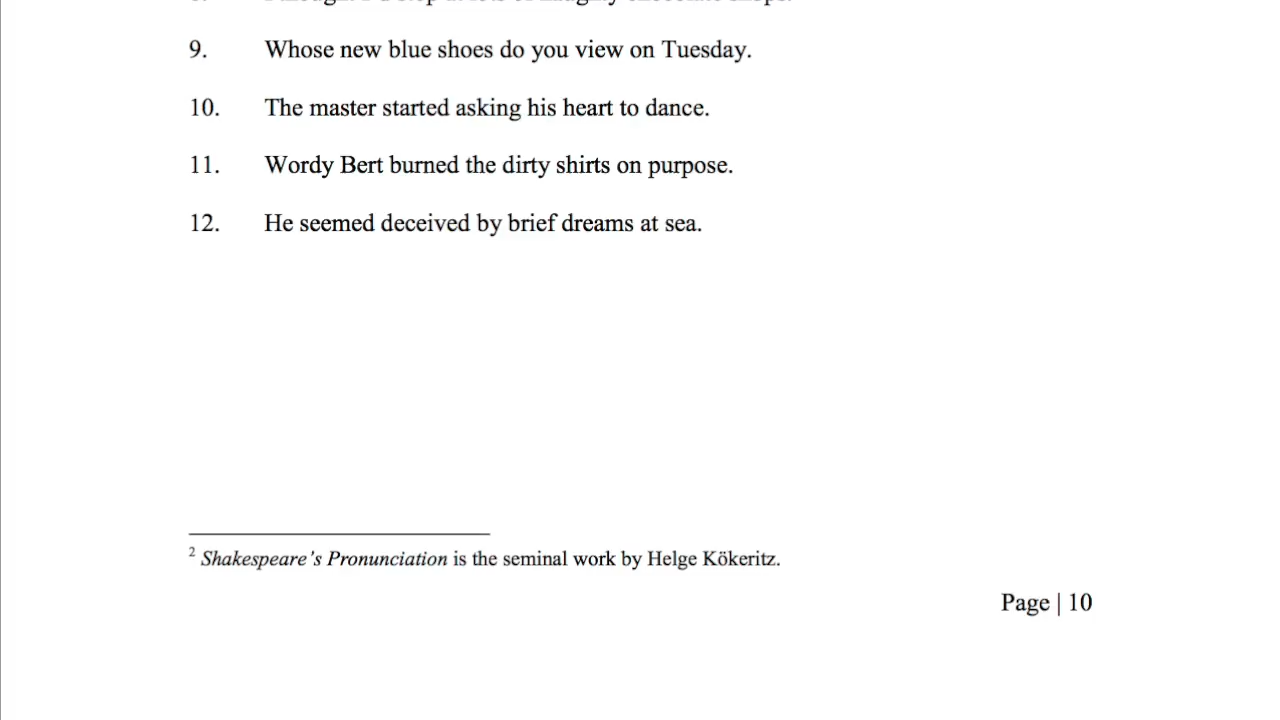 9. Whose new blue shoes do you view on Tuesday.
10. The master started asking his heart to dance.
11. Wordy Bert burned the dirty shirts on purpose.
12. He seemed deceived by brief dreams at sea.
2 Shakespeare's Pronunciation is the seminal work by Helge Kökeritz.
Page | 10